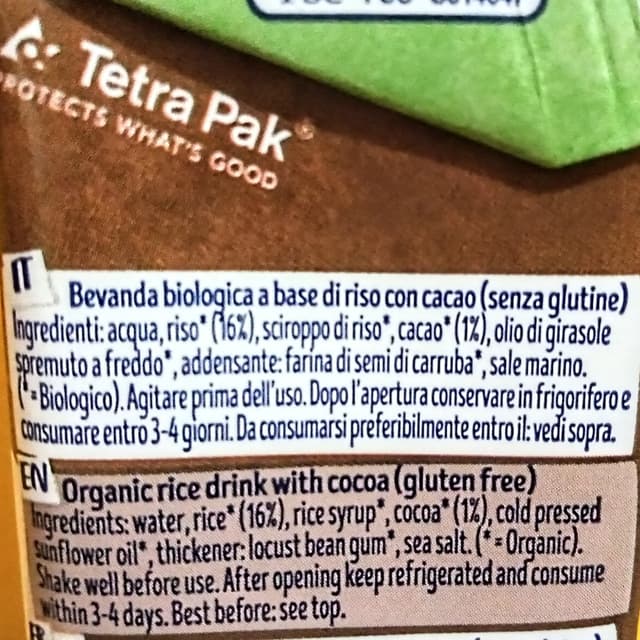 Tetra Pak®
PROTECTS WHAT'S GOOD
IT
Bevanda biologica a base di riso con cacao (senza glutine)
Ingredienti: acqua, riso* (16%), sciroppo di riso*, cacao* (1%), olio di girasole
spremuto a freddo*, addensante: farina di semi di carruba*, sale marino.
(*=Biologico). Agitare prima dell'uso. Dopo l'apertura conservare in frigorifero e
consumare entro 3-4 giorni. Da consumarsi preferibilmente entro il: vedi sopra.
EN
Organic rice drink with cocoa (gluten free)
Ingredients: water, rice* (16%), rice syrup*, cocoa* (1%), cold pressed
sunflower oil*, thickener: locust bean gum*, sea salt. (*=Organic).
Shake well before use. After opening keep refrigerated and consume
within 3-4 days. Best before: see top.